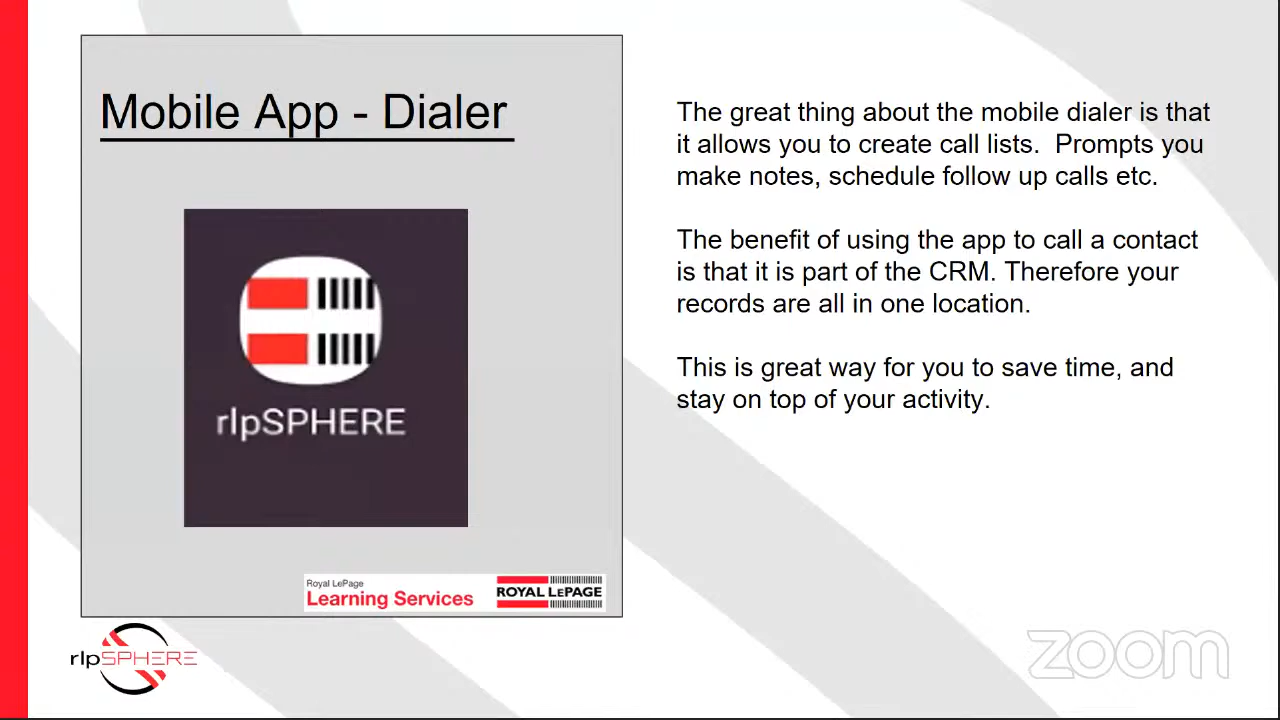 Mobile App - Dialer
rlpSPHERE
Royal LePage
Learning Services
ROYAL LEPAGE
rlpSPHERE
The great thing about the mobile dialer is that
it allows you to create call lists.  Prompts you
make notes, schedule follow up calls etc.
The benefit of using the app to call a contact
is that it is part of the CRM. Therefore your
records are all in one location.
This is great way for you to save time, and
stay on top of your activity.
zoom